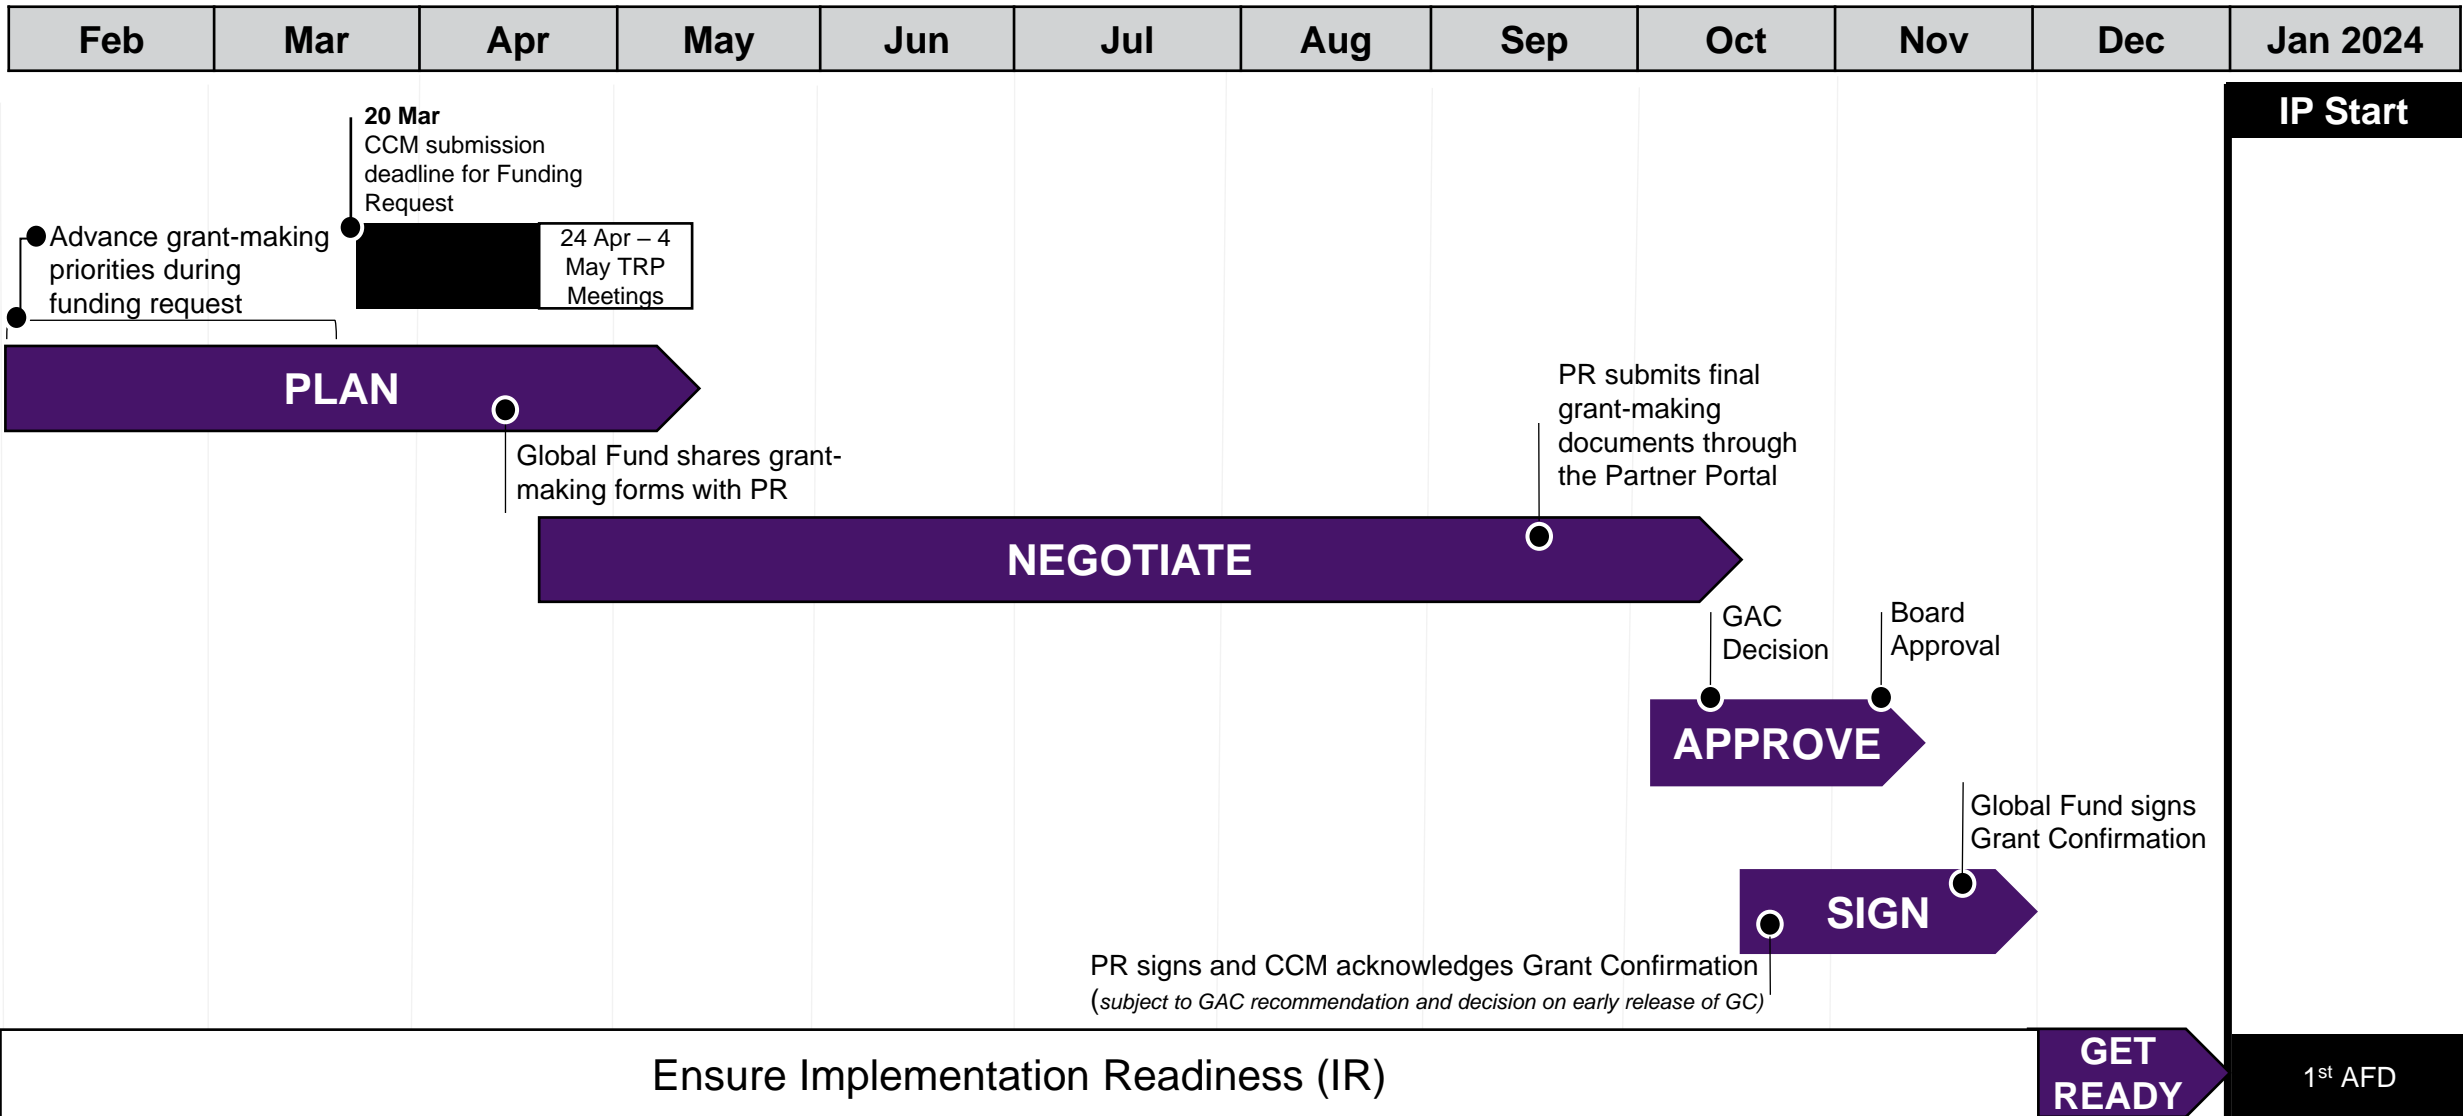 Feb Mar Apr May Jun Jul Aug Sep Oct Nov Dec Jan 2024
IP Start
20 Mar
CCM submission
deadline for Funding
Request
Advance grant-making
priorities during
funding request
24 Apr – 4
May TRP
Meetings
PLAN
Global Fund shares grant-
making forms with PR
PR submits final
grant-making
documents through
the Partner Portal
NEGOTIATE
GAC
Decision
Board
Approval
APPROVE
Global Fund signs
Grant Confirmation
SIGN
PR signs and CCM acknowledges Grant Confirmation
(subject to GAC recommendation and decision on early release of GC)
Ensure Implementation Readiness (IR)
GET
READY
1st AFD